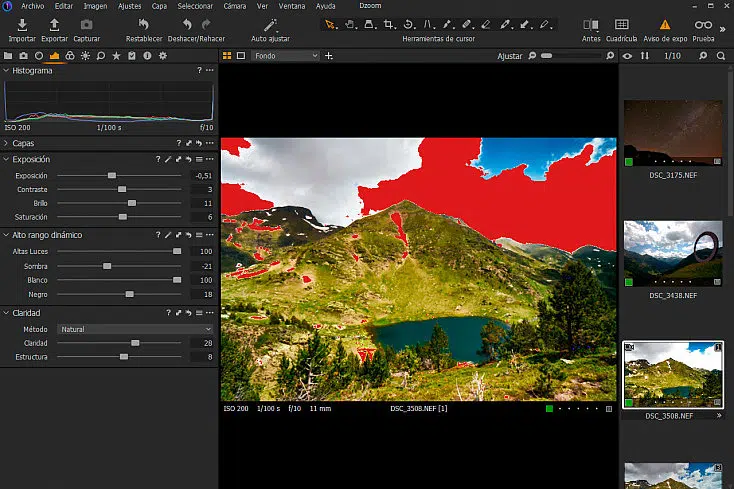 Archivo Editar Imagen Ajustes Capa Seleccionar Cámara Ver Ventana Ayuda Dzoom
Importar Exportar Capturar Restablecer Deshacer/Rehacer Auto ajustar Herramientas de cursor Antes Cuadrícula Aviso de expo Prueba
Fondo Ajustar 1/10
Histograma
ISO 200 1/100 s f/10
Capas
Exposición
Exposición -0,51
Contraste 3
Brillo 11
Saturación 6
Alto rango dinámico
Altas Luces 100
Sombra -21
Blanco 100
Negro 18
Claridad
Método Natural
Claridad 28
Estructura 8
ISO 200 1/100 s f/10 11 mm DSC_3508.NEF [1]
DSC_3175.NEF
DSC_3438.NEF
1
DSC_3508.NEF